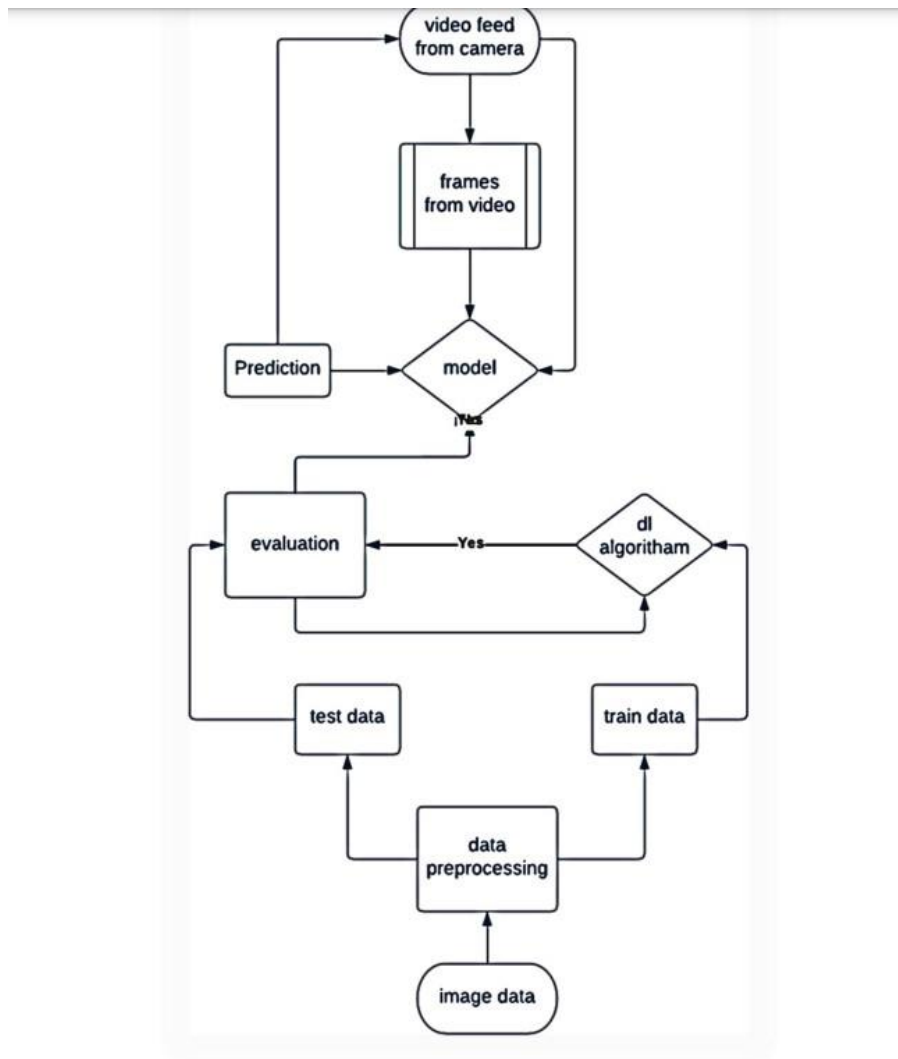 video feed
from camera
frames
from video
Prediction
model
evaluation
Yes
dl
algoritham
test data
train data
data
preprocessing
image data